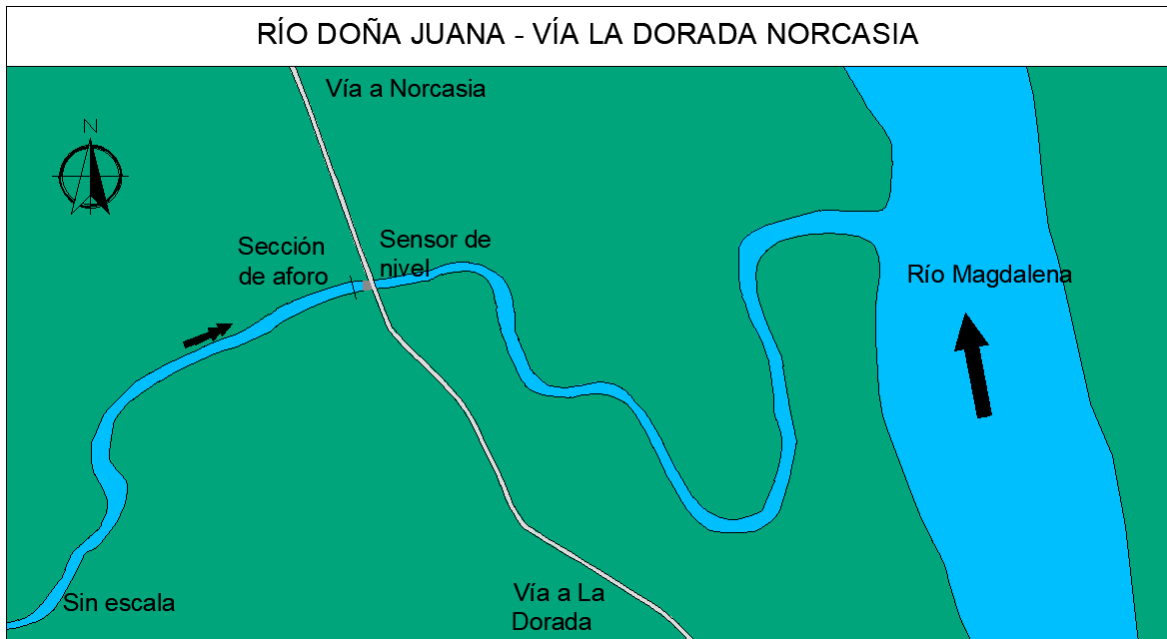 RÍO DOÑA JUANA - VÍA LA DORADA NORCASIA
Vía a Norcasia
N
Sección
de aforo
Sensor de
nivel
Río Magdalena
Sin escala
Vía a La
Dorada